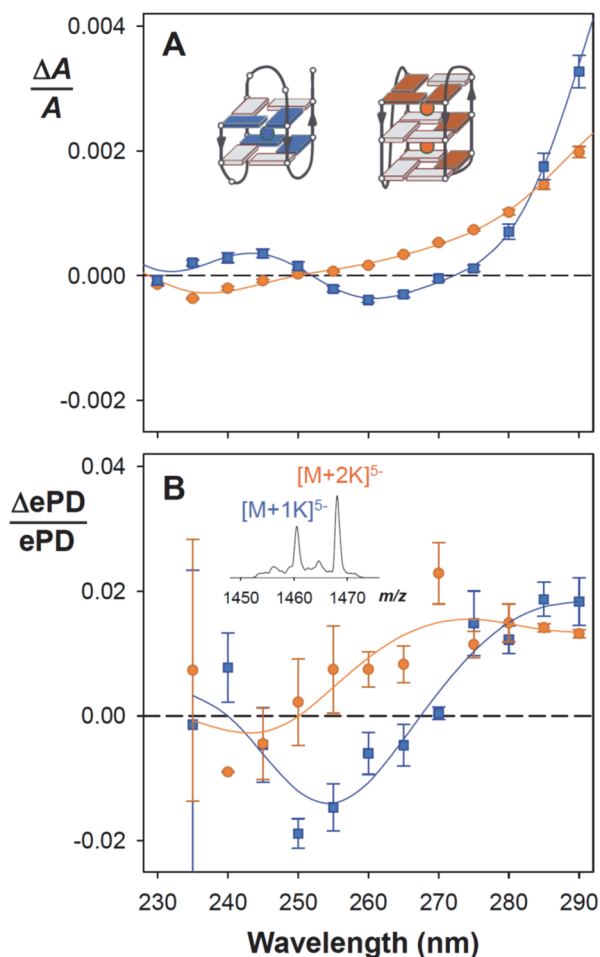 A
ΔA
A
0.004
0.002
0.000
-0.002
B
ΔePD
ePD
0.04
0.02
0.00
-0.02
[M+2K]5-
[M+1K]5-
1450 1460 1470 m/z
230 240 250 260 270 280 290
Wavelength (nm)